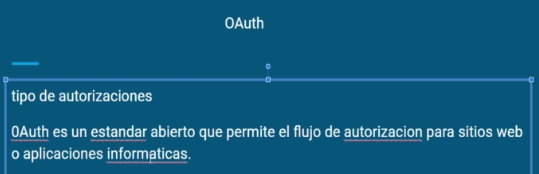 OAuth
tipo de autorizaciones
0Auth es un estandar abierto que permite el flujo de autorizacion para sitios web
o aplicaciones informaticas.